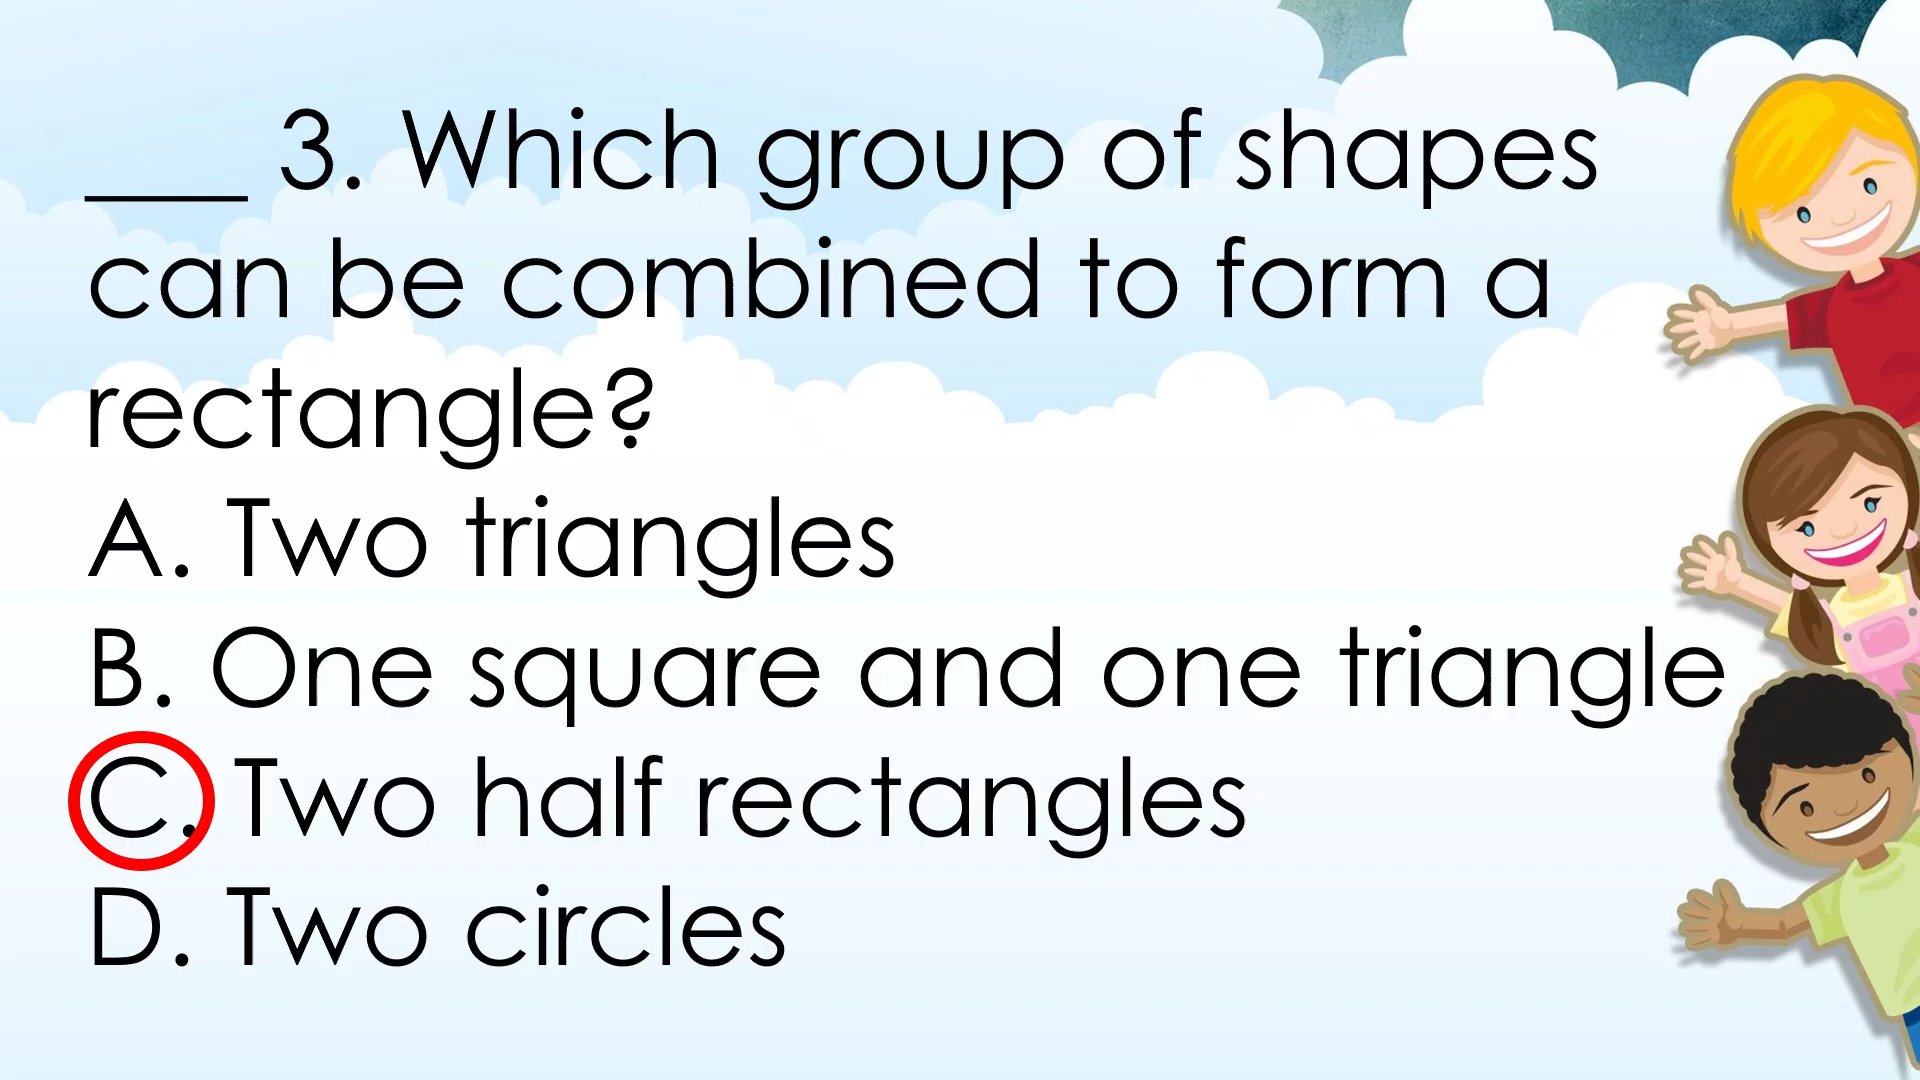 ___ 3. Which group of shapes
can be combined to form a
rectangle?
A. Two triangles
B. One square and one triangle
C. Two half rectangles
D. Two circles